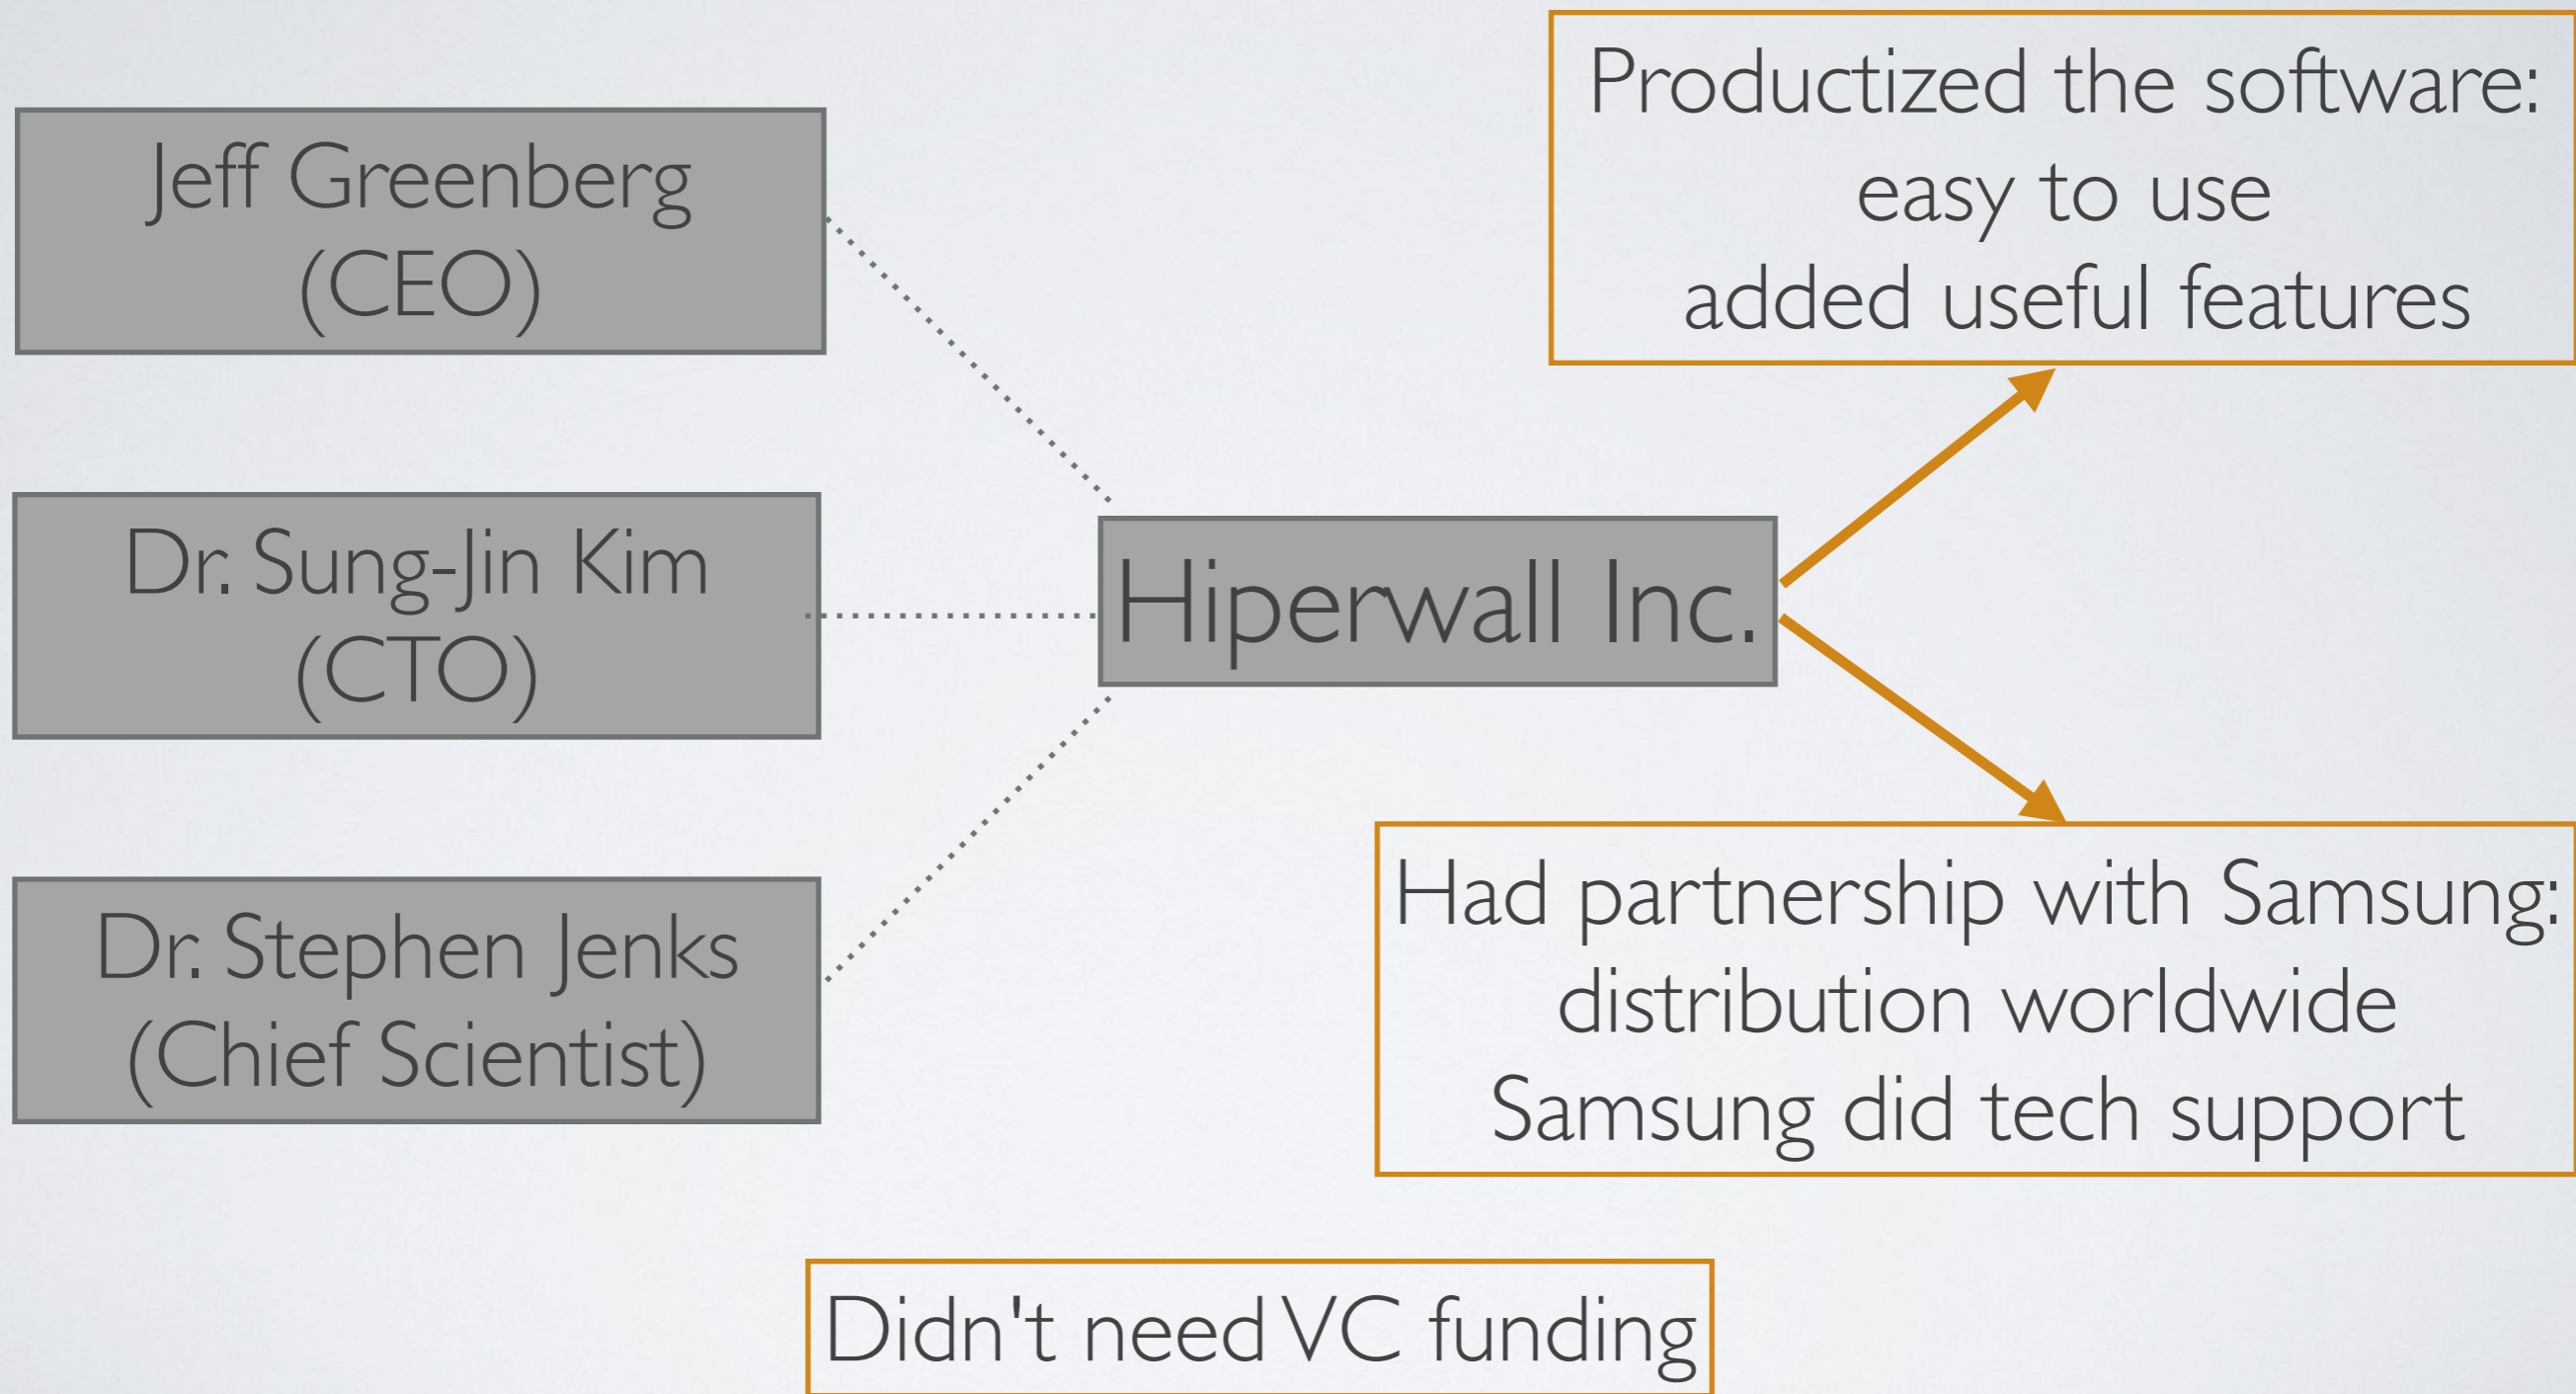 Jeff Greenberg
(CEO)
Dr. Sung-Jin Kim
(CTO)
Dr. Stephen Jenks
(Chief Scientist)
Hiperwall Inc.
Productized the software:
easy to use
added useful features
Had partnership with Samsung:
distribution worldwide
Samsung did tech support
Didn't need VC funding